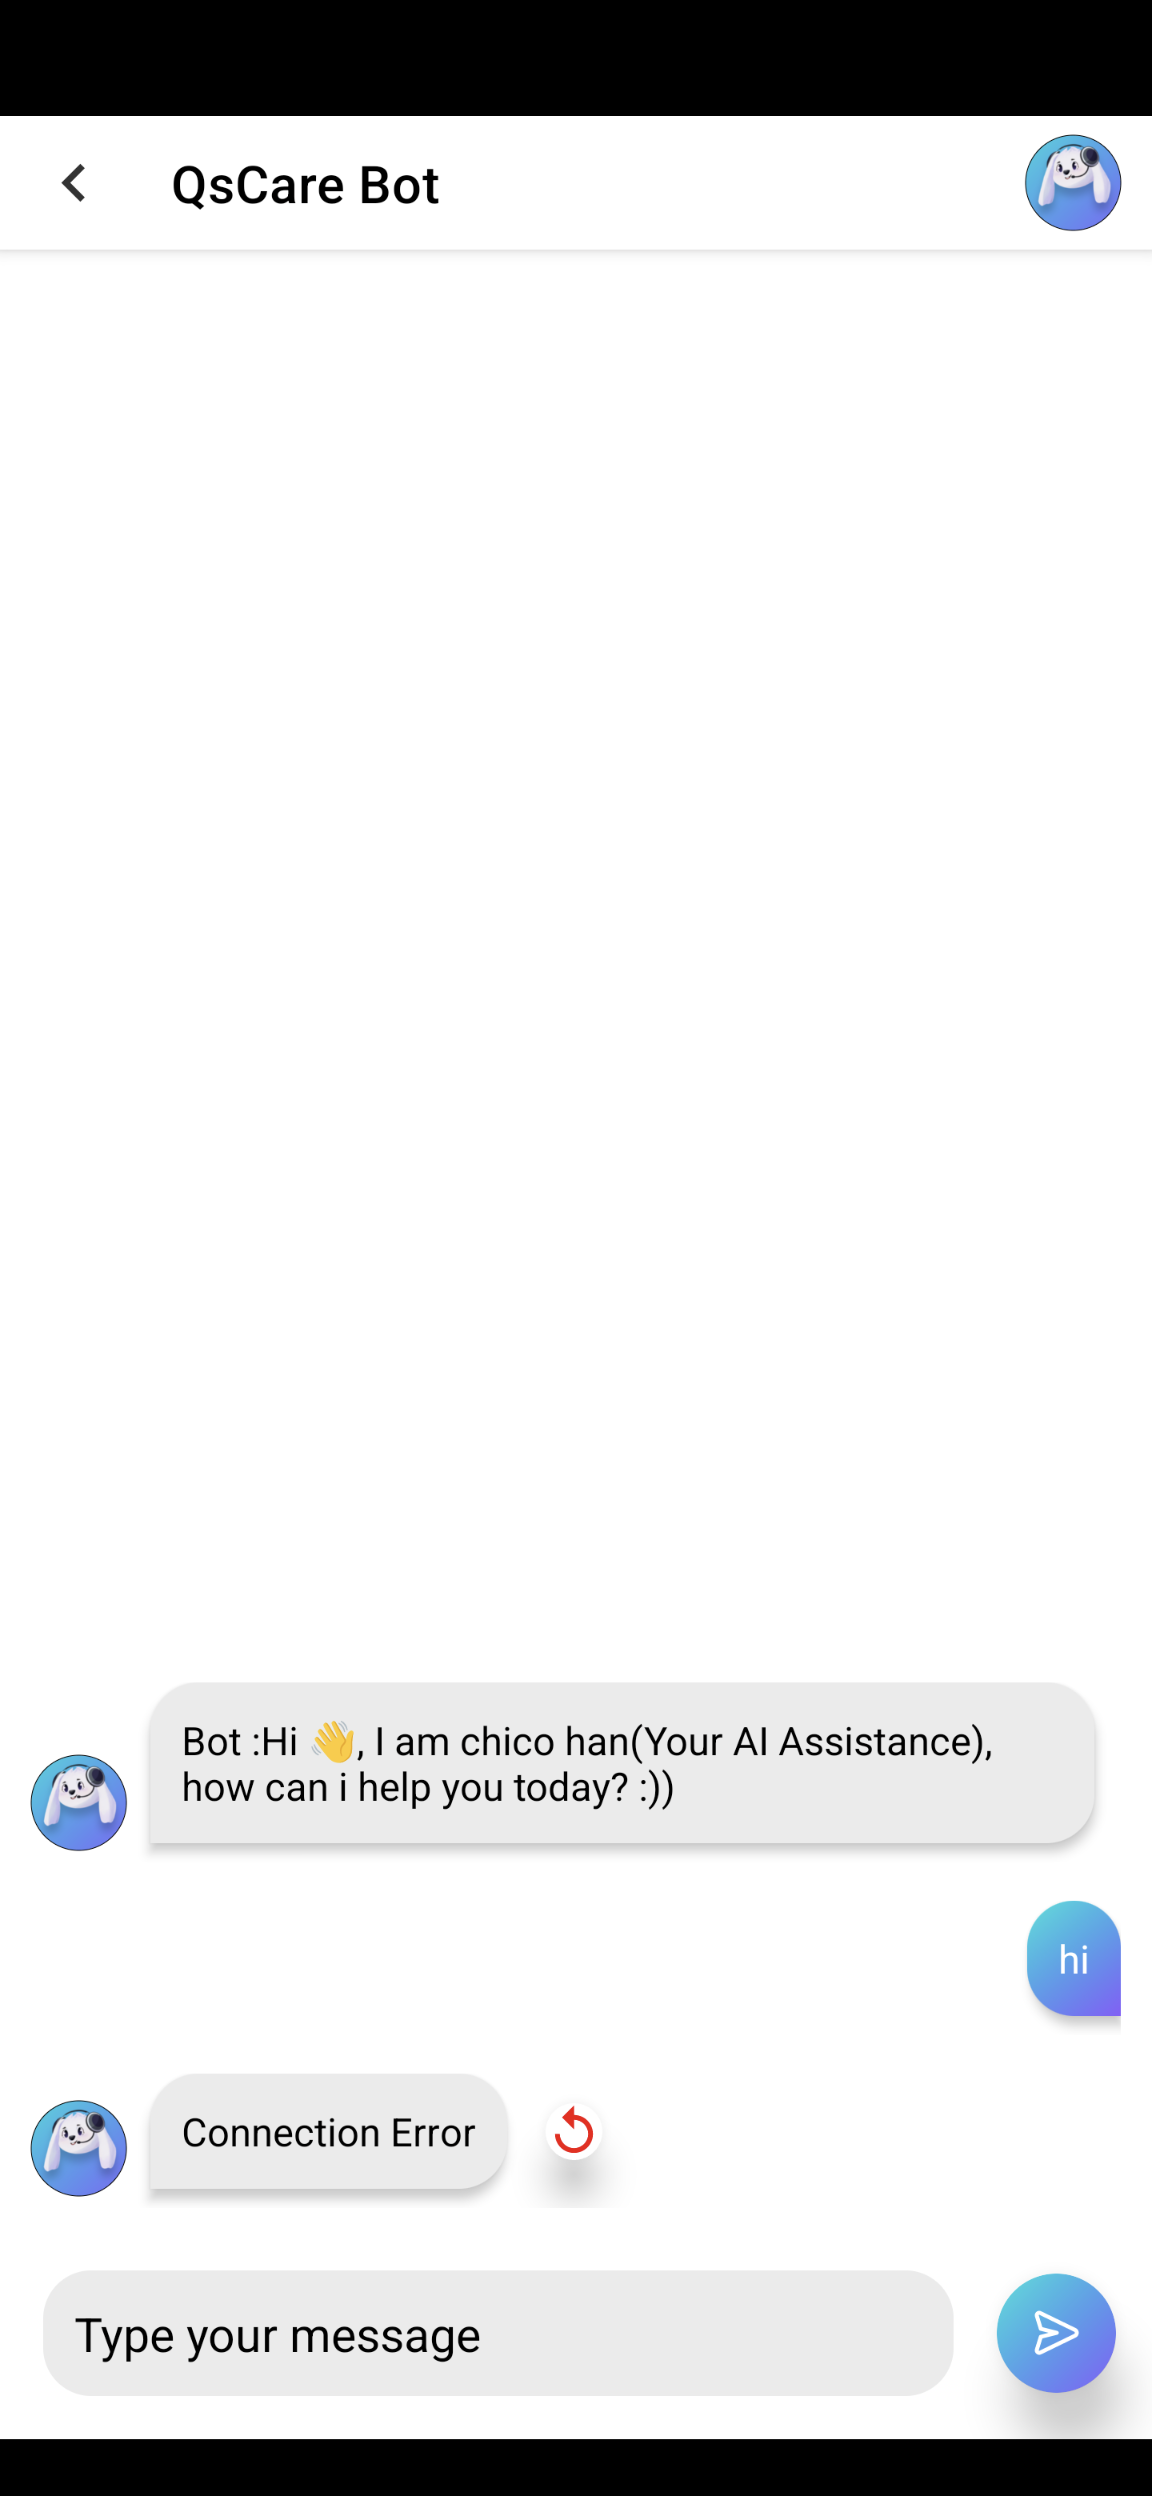 QsCare Bot
Bot :Hi 👋, I am chico han(Your AI Assistance),
how can i help you today? :))
hi
Connection Error
Type your message